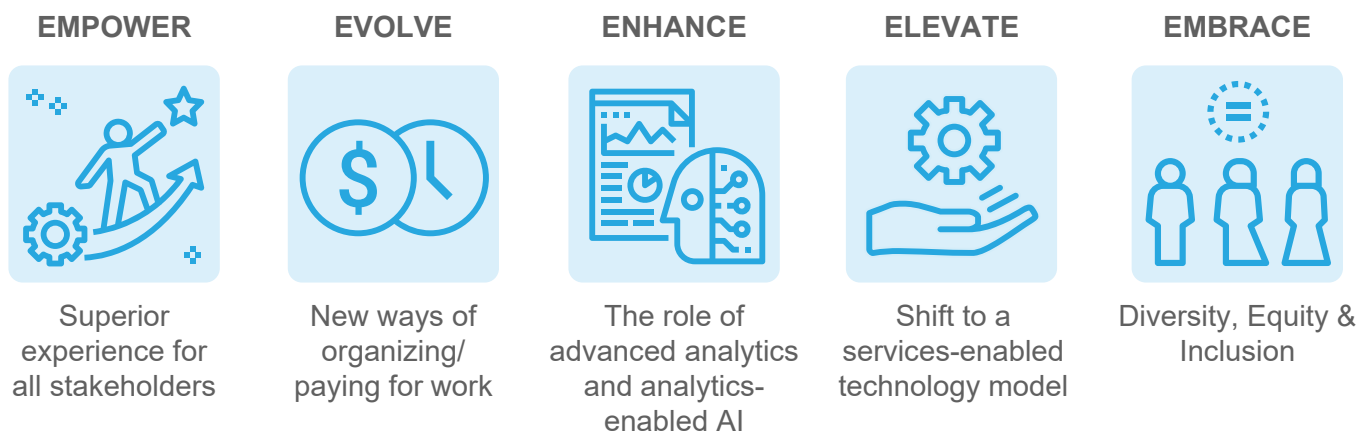 EMPOWER
Superior
experience for
all stakeholders
EVOLVE
$
New ways of
organizing/
paying for work
ENHANCE
The role of
advanced analytics
and analytics-
enabled AI
ELEVATE
Shift to a
services-enabled
technology model
EMBRACE
=
Diversity, Equity &
Inclusion